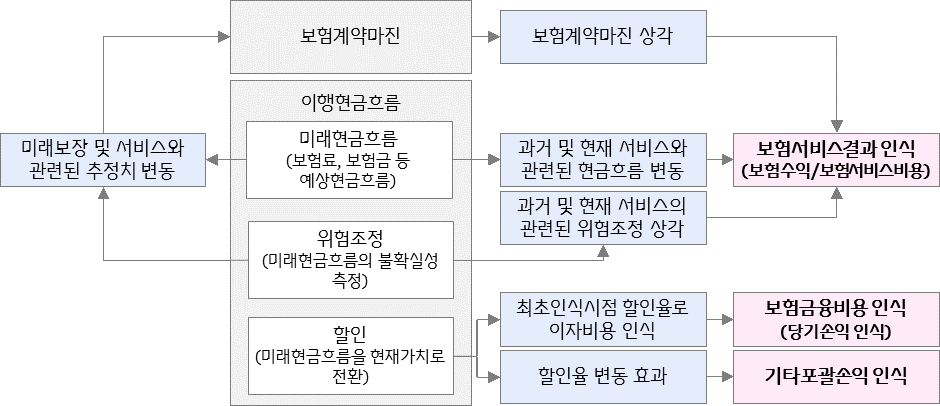 보험계약마진
보험계약마진 상각
이행현금흐름
미래보장 및 서비스와
관련된 추정치 변동
미래현금흐름
(보험료, 보험금 등
예상현금흐름)
과거 및 현재 서비스와
관련된 현금흐름 변동
보험서비스결과 인식
(보험수익/보험서비스비용)
과거 및 현재 서비스의
관련된 위험조정 상각
위험조정
(미래현금흐름의 불확실성
측정)
할인
(미래현금흐름을 현재가치로
전환)
최초인식시점 할인율로
이자비용 인식
보험금융비용 인식
(당기손익 인식)
할인율 변동 효과
기타포괄손익 인식